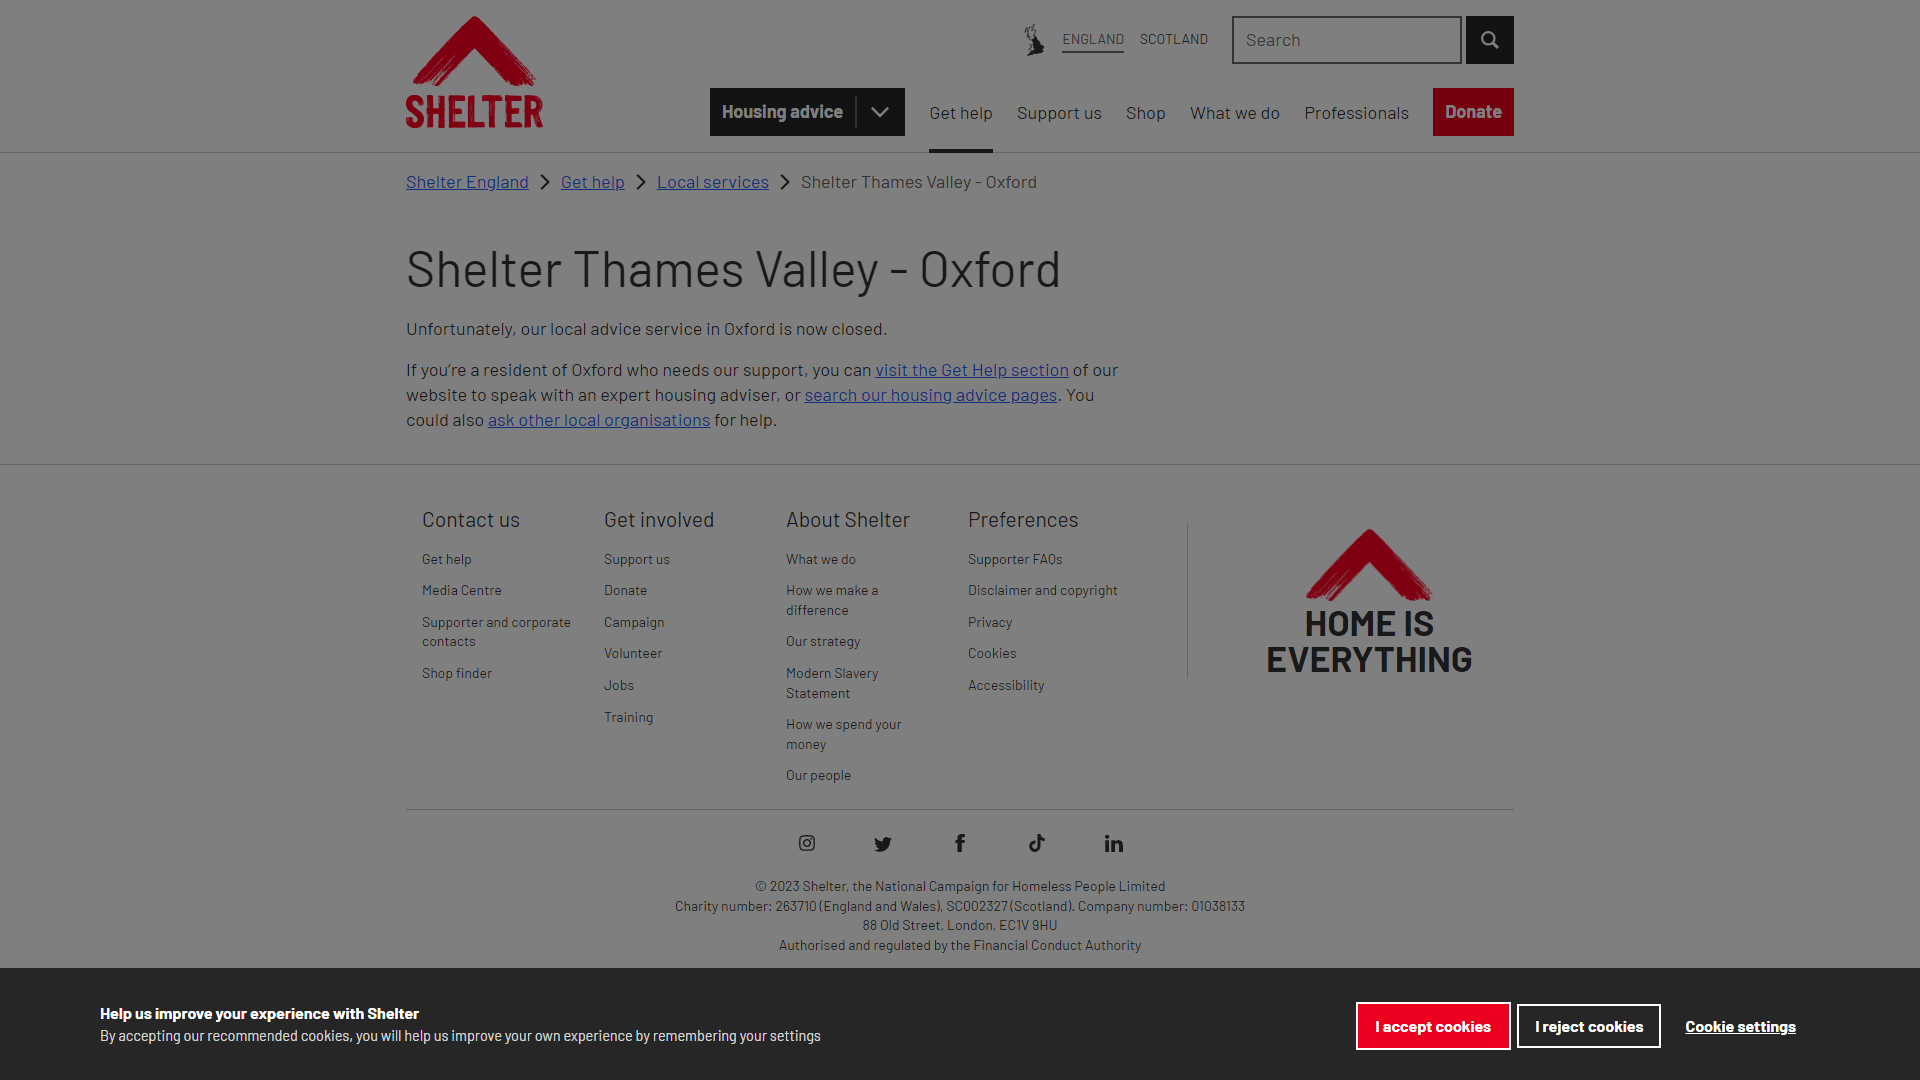 SHELTER
ENGLAND
SCOTLAND
Search
Housing advice
Get help
Support us
Shop
What we do
Professionals
Donate
Shelter England
Get help
Local services
Shelter Thames Valley - Oxford
Shelter Thames Valley - Oxford
Unfortunately, our local advice service in Oxford is now closed.
If you're a resident of Oxford who needs our support, you can visit the Get Help section of our
website to speak with an expert housing adviser, or search our housing advice pages. You
could also ask other local organisations for help.
Contact us
Get help
Media Centre
Supporter and corporate
contacts
Shop finder
Get involved
Support us
Donate
Campaign
Volunteer
Jobs
Training
About Shelter
What we do
How we make a
difference
Our strategy
Modern Slavery
Statement
How we spend your
money
Our people
Preferences
Supporter FAQs
Disclaimer and copyright
Privacy
Cookies
Accessibility
HOME IS
EVERYTHING
© 2023 Shelter, the National Campaign for Homeless People Limited
Charity number: 263710 (England and Wales), SC002327 (Scotland). Company number: 01038133
88 Old Street, London, EC1V 9HU
Authorised and regulated by the Financial Conduct Authority
Help us improve your experience with Shelter
By accepting our recommended cookies, you will help us improve your own experience by remembering your settings
I accept cookies
I reject cookies
Cookie settings